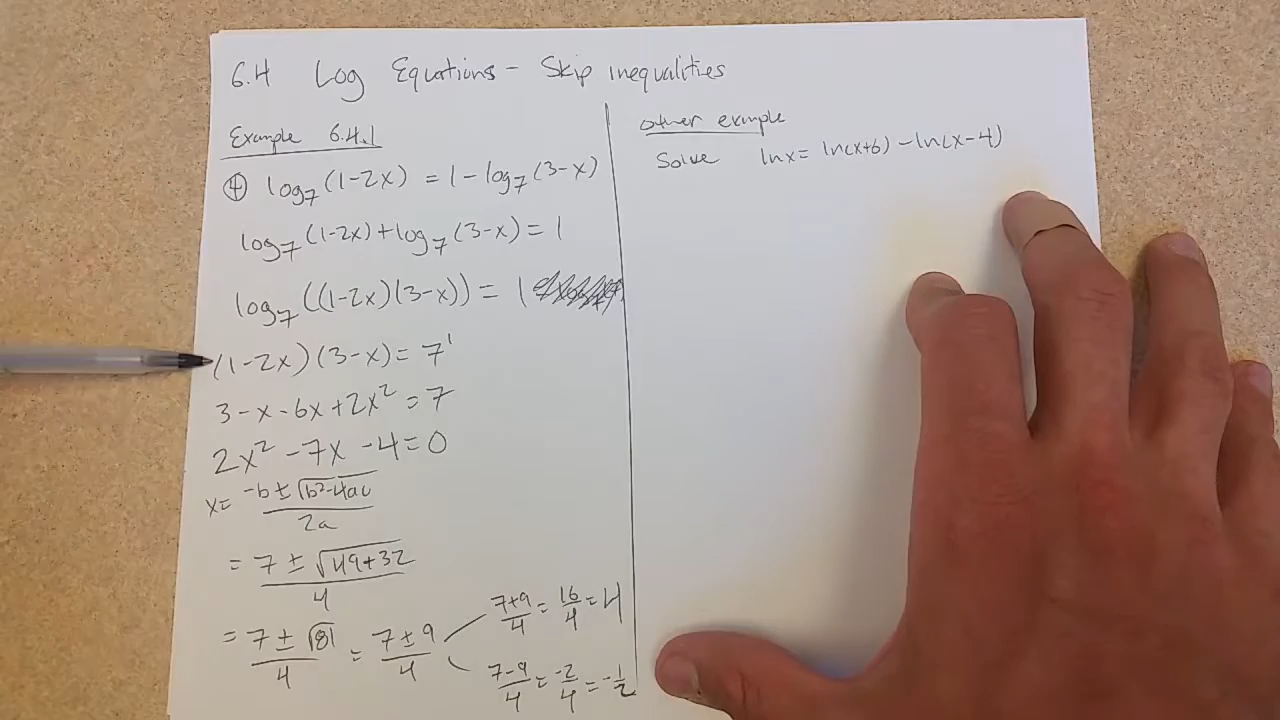 6.4 Log Equations - Skip inequalities
Example 6.4.1
④ log₇(1-2x) = 1 - log₇(3-x)
log₇(1-2x)+log₇(3-x) = 1
log₇((1-2x)(3-x)) = 1
(1-2x)(3-x) = 7¹
3-x-6x+2x² = 7
2x² -7x -4=0
x= (-b ± √(b²-4ac))/2a
= (7 ± √(49+32))/4
= (7 ± √81)/4 = (7 ± 9)/4
(7+9)/4 = 16/4 = 4
(7-9)/4 = -2/4 = -1/2
other example
Solve ln x = ln(x+6) - ln(x-4)